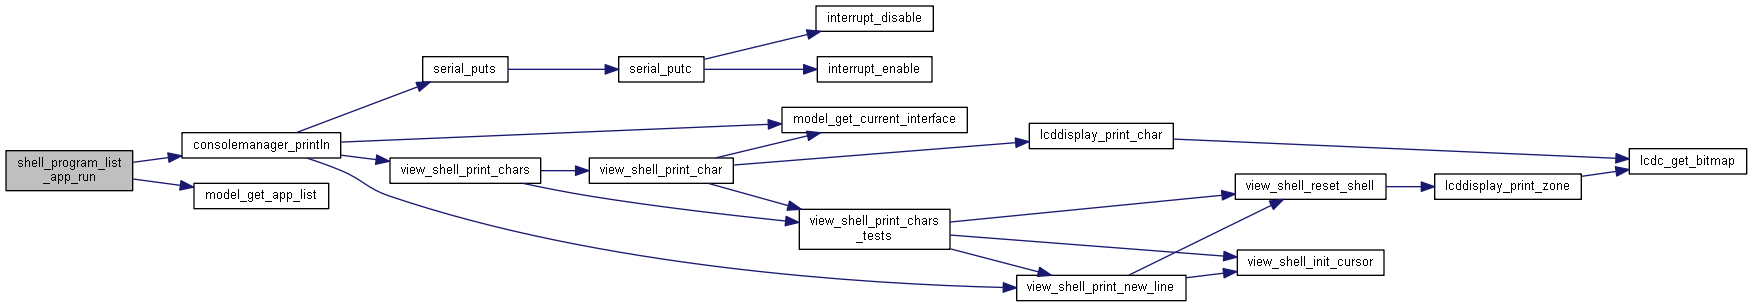 shell_program_list
_app_run
consolemanager_println
model_get_app_list
serial_puts
view_shell_print_chars
serial_putc
view_shell_print_char
interrupt_disable
interrupt_enable
model_get_current_interface
view_shell_print_chars
_tests
lcddisplay_print_char
view_shell_print_new_line
view_shell_reset_shell
view_shell_init_cursor
lcddisplay_print_zone
lcdc_get_bitmap